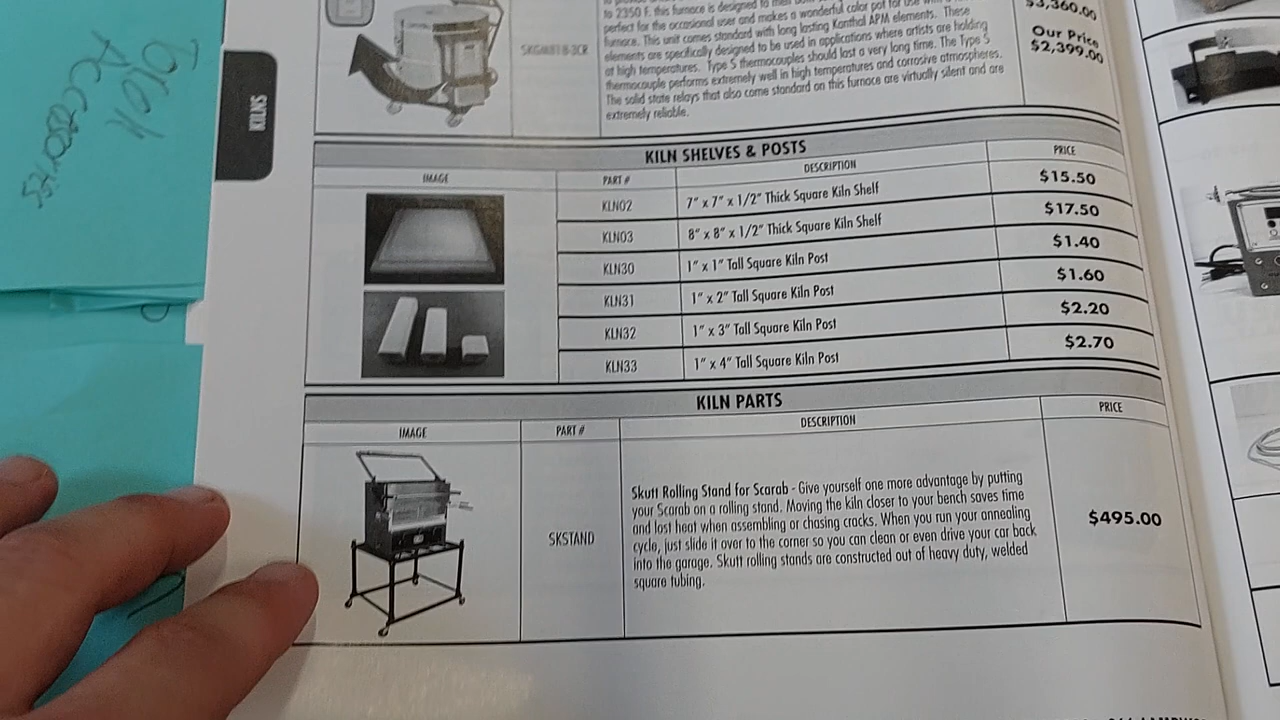 TORCH
ACCESSORIES
KILNS
to 2350 F, this furnace is designed to
perfect for the occasional user and makes a wonderful color pot for use with
furnace. This unit comes standard with long lasting Kanthal APM elements. These
elements are specifically designed to be used in applications where artists are holding
at high temperatures. Type S thermocouples should last a very long time. The Type S
thermocouple performs extremely well in high temperatures and corrosive atmospheres.
The solid state relays that also come standard on this furnace are virtually silent and are
extremely reliable.
$3,360.00
Our Price
$2,399.00
KILN SHELVES & POSTS
IMAGE PART # DESCRIPTION PRICE
KLN02 7" x 7" x 1/2" Thick Square Kiln Shelf $15.50
KLN03 8" x 8" x 1/2" Thick Square Kiln Shelf $17.50
KLN30 1" x 1" Tall Square Kiln Post $1.40
KLN31 1" x 2" Tall Square Kiln Post $1.60
KLN32 1" x 3" Tall Square Kiln Post $2.20
KLN33 1" x 4" Tall Square Kiln Post $2.70
KILN PARTS
IMAGE PART # DESCRIPTION PRICE
SKSTAND
Skutt Rolling Stand for Scarab - Give yourself one more advantage by putting
your Scarab on a rolling stand. Moving the kiln closer to your bench saves time
and lost heat when assembling or chasing cracks. When you run your annealing
cycle, just slide it over to the corner so you can clean or even drive your car back
into the garage. Skutt rolling stands are constructed out of heavy duty, welded
square tubing.
$495.00